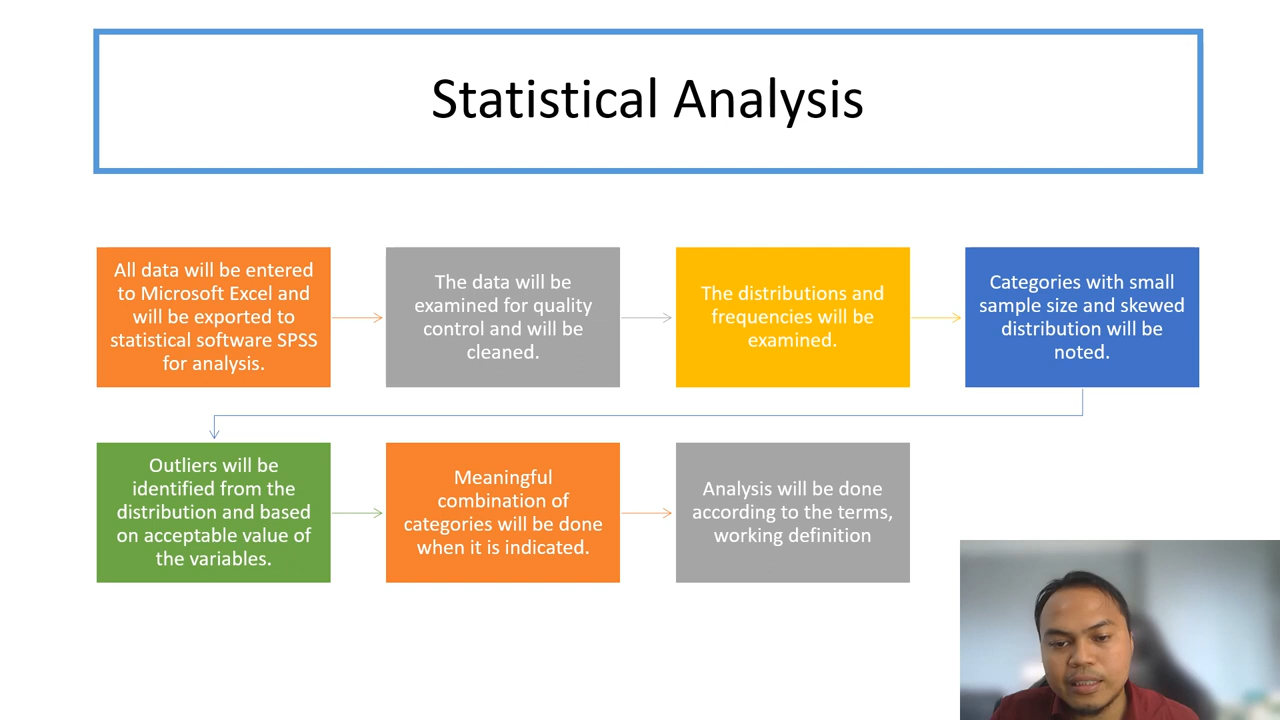 Statistical Analysis
All data will be entered
to Microsoft Excel and
will be exported to
statistical software SPSS
for analysis.
The data will be
examined for quality
control and will be
cleaned.
The distributions and
frequencies will be
examined.
Categories with small
sample size and skewed
distribution will be
noted.
Outliers will be
identified from the
distribution and based
on acceptable value of
the variables.
Meaningful
combination of
categories will be done
when it is indicated.
Analysis will be done
according to the terms,
working definition